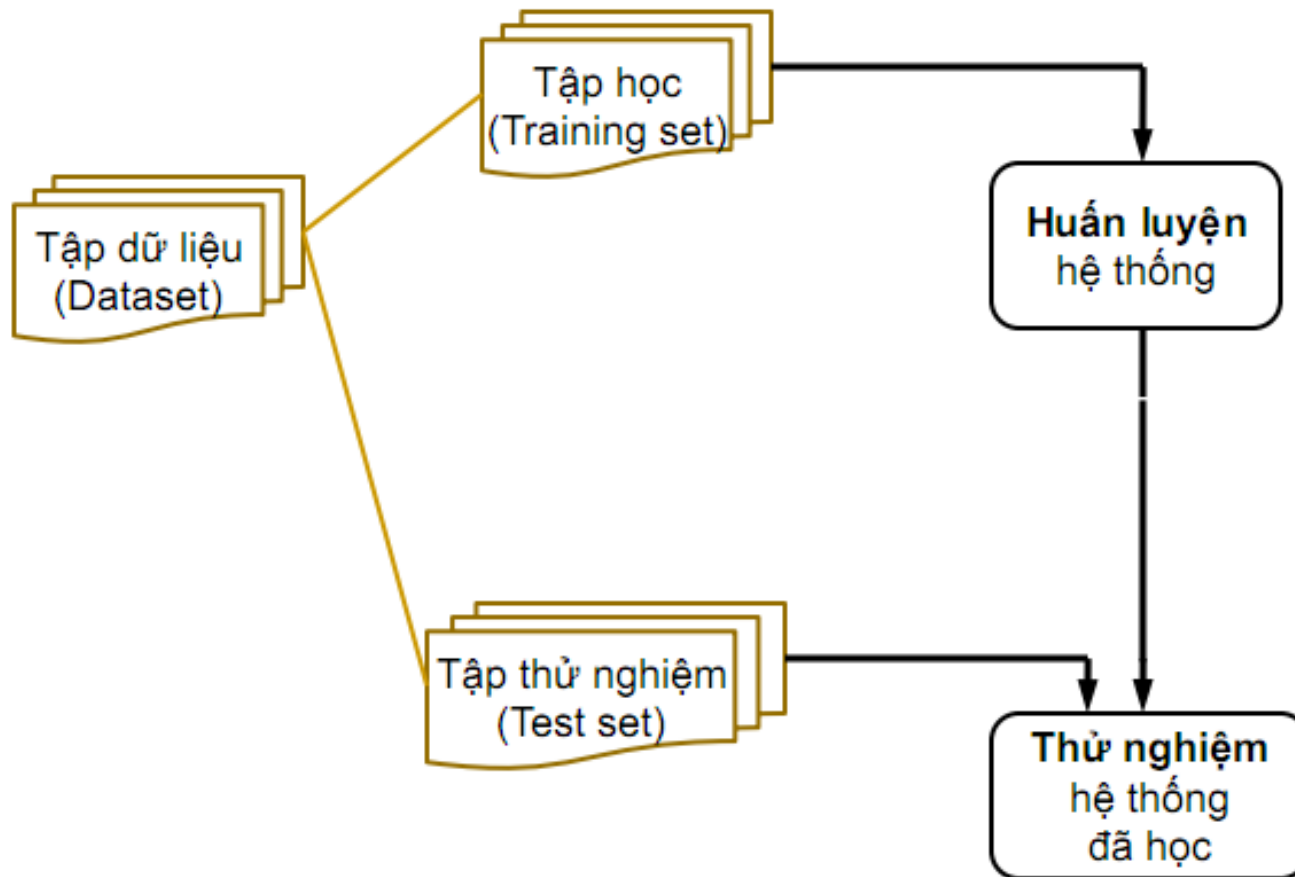 Tập học
(Training set)
Tập dữ liệu
(Dataset)
Huấn luyện
hệ thống
Tập thử nghiệm
(Test set)
Thử nghiệm
hệ thống
đã học